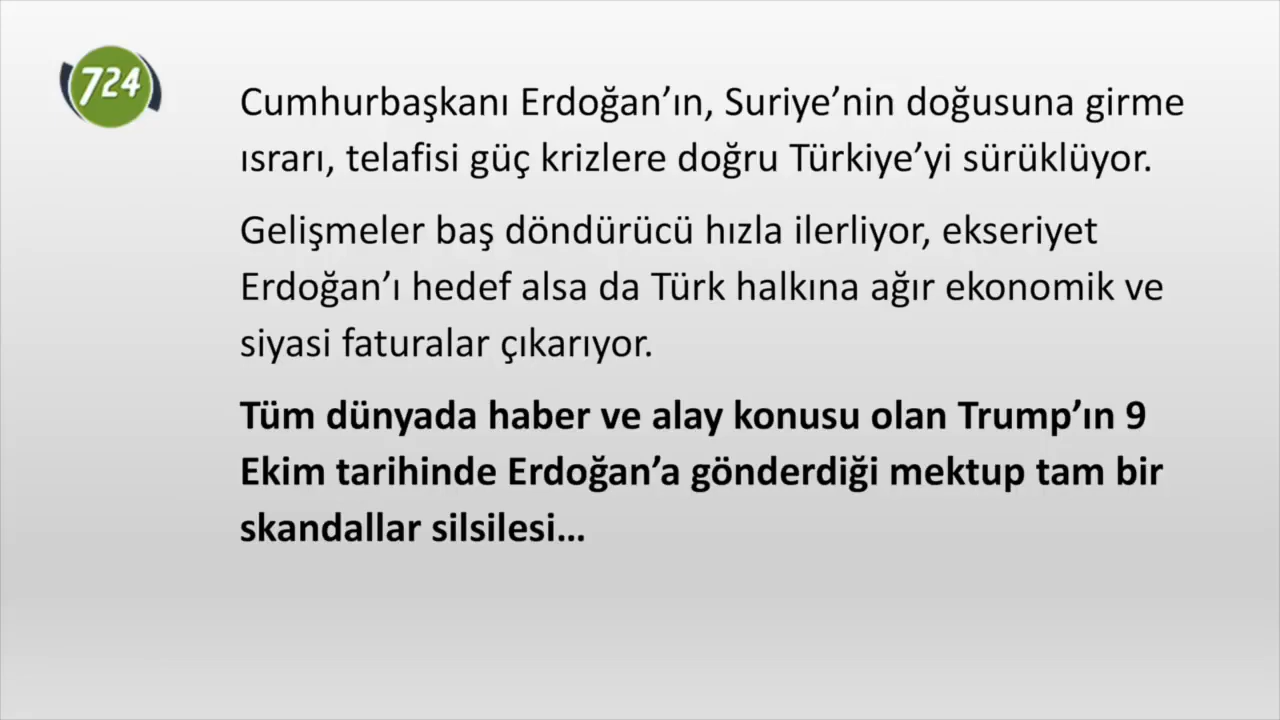 724
Cumhurbaşkanı Erdoğan’ın, Suriye’nin doğusuna girme
ısrarı, telafisi güç krizlere doğru Türkiye’yi sürüklüyor.
Gelişmeler baş döndürücü hızla ilerliyor, ekseriyet
Erdoğan’ı hedef alsa da Türk halkına ağır ekonomik ve
siyasi faturalar çıkarıyor.
Tüm dünyada haber ve alay konusu olan Trump’ın 9
Ekim tarihinde Erdoğan’a gönderdiği mektup tam bir
skandallar silsilesi…